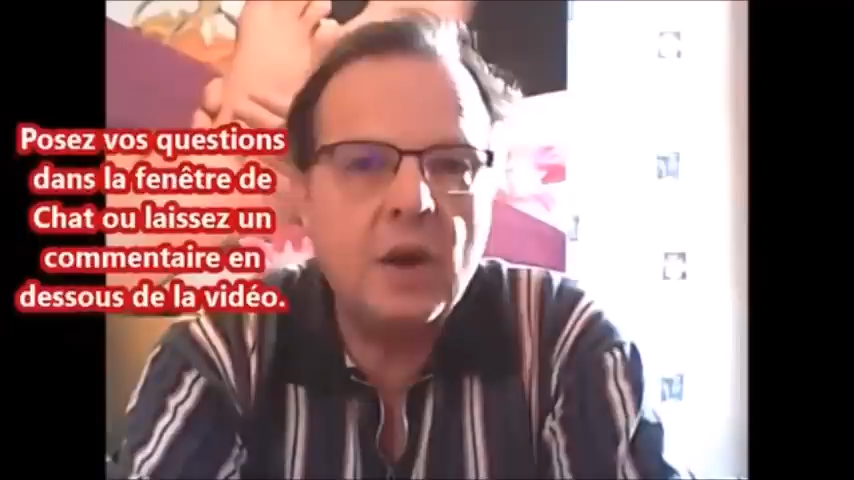 Posez vos questions
dans la fenêtre de
Chat ou laissez un
commentaire en
dessous de la vidéo.